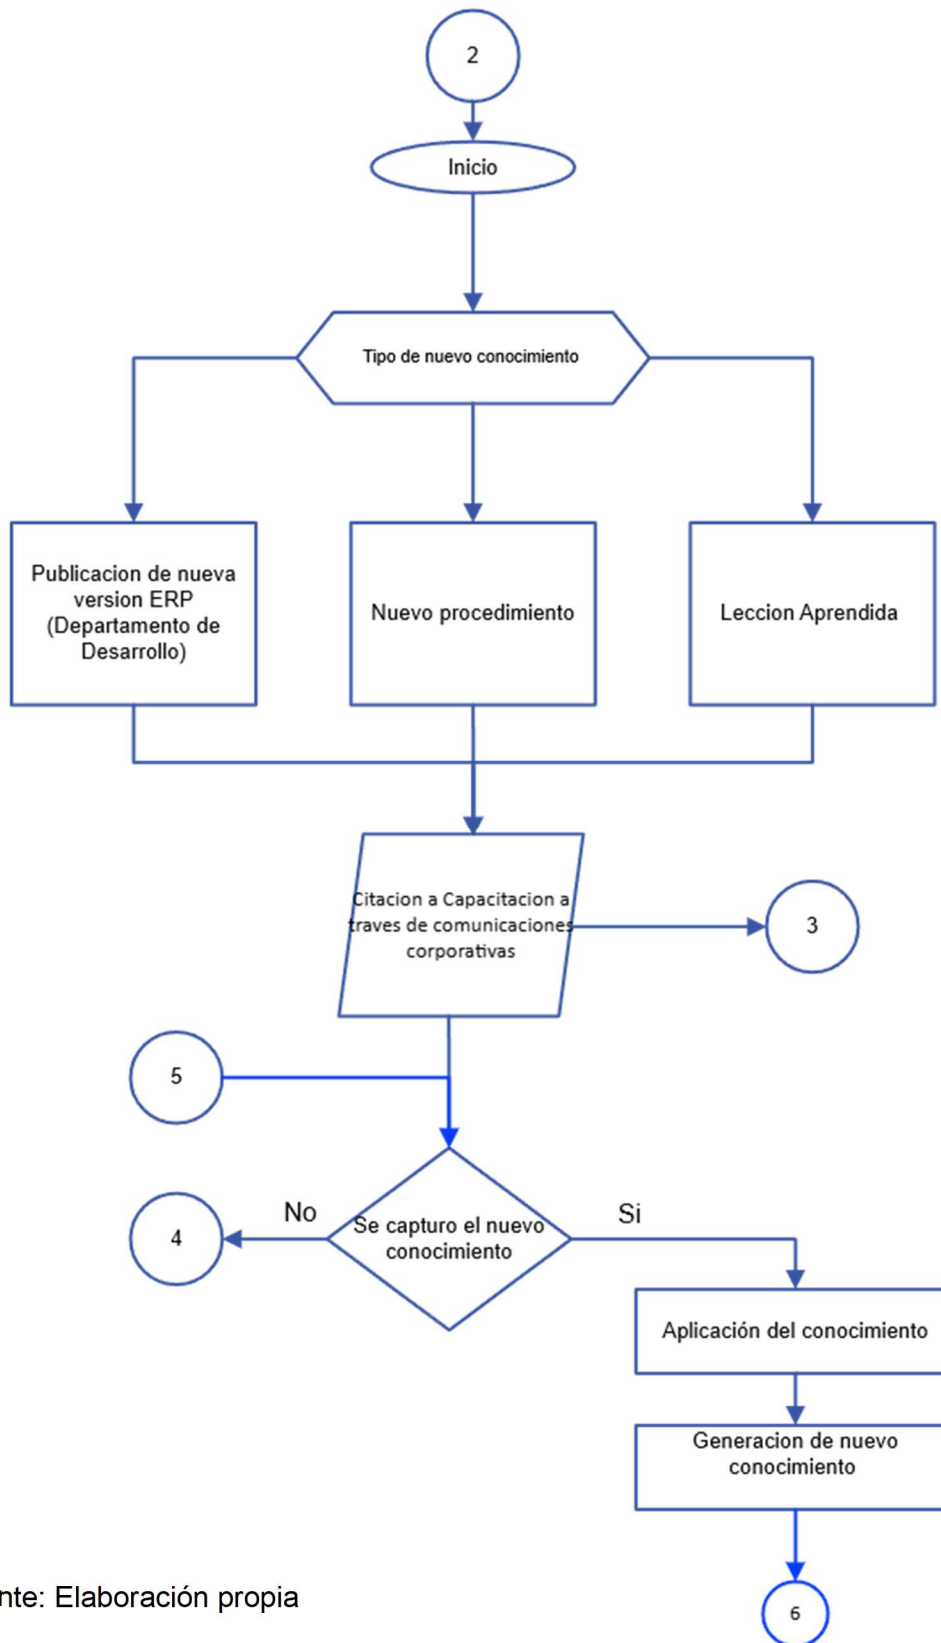 2
Inicio
Tipo de nuevo conocimiento
Publicacion de nueva
version ERP
(Departamento de
Desarrollo)
Nuevo procedimiento
Leccion Aprendida
Citacion a Capacitacion a
traves de comunicaciones
corporativas
3
5
No
Si
4
Se capturo el nuevo
conocimiento
Aplicación del conocimiento
Generacion de nuevo
conocimiento
nte: Elaboración propia
6